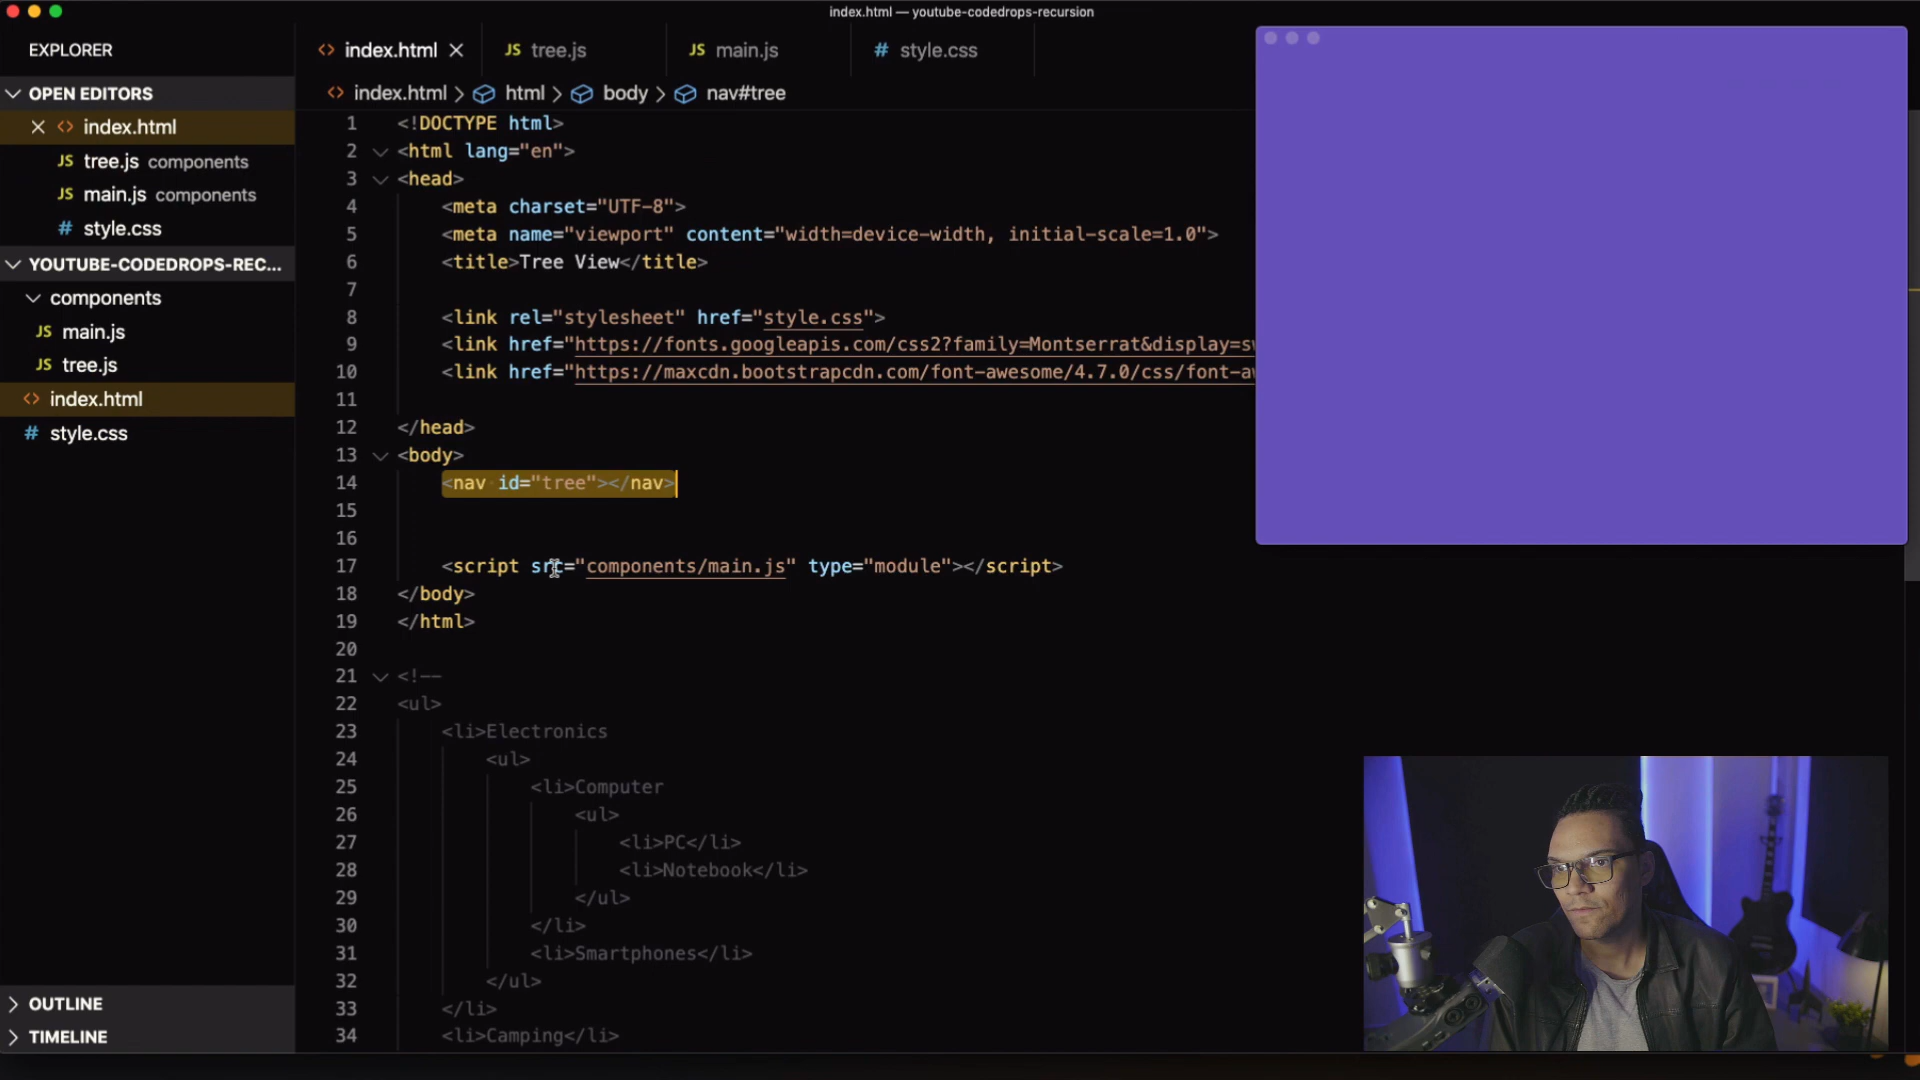 index.html — youtube-codedrops-recursion
EXPLORER
OPEN EDITORS
index.html
JS tree.js components
JS main.js components
# style.css
YOUTUBE-CODEDROPS-REC...
components
JS main.js
JS tree.js
index.html
# style.css
OUTLINE
TIMELINE
index.html
JS tree.js
JS main.js
# style.css
index.html > html > body > nav#tree
1 <!DOCTYPE html>
2 <html lang="en">
3 <head>
4 <meta charset="UTF-8">
5 <meta name="viewport" content="width=device-width, initial-scale=1.0">
6 <title>Tree View</title>
7
8 <link rel="stylesheet" href="style.css">
9 <link href="https://fonts.googleapis.com/css2?family=Montserrat&display=sw
10 <link href="https://maxcdn.bootstrapcdn.com/font-awesome/4.7.0/css/font-aw
11
12 </head>
13 <body>
14 <nav id="tree"></nav>
15
16
17 <script src="components/main.js" type="module"></script>
18 </body>
19 </html>
20
21 <!--
22 <ul>
23 <li>Electronics
24 <ul>
25 <li>Computer
26 <ul>
27 <li>PC</li>
28 <li>Notebook</li>
29 </ul>
30 </li>
31 <li>Smartphones</li>
32 </ul>
33 </li>
34 <li>Camping</li>